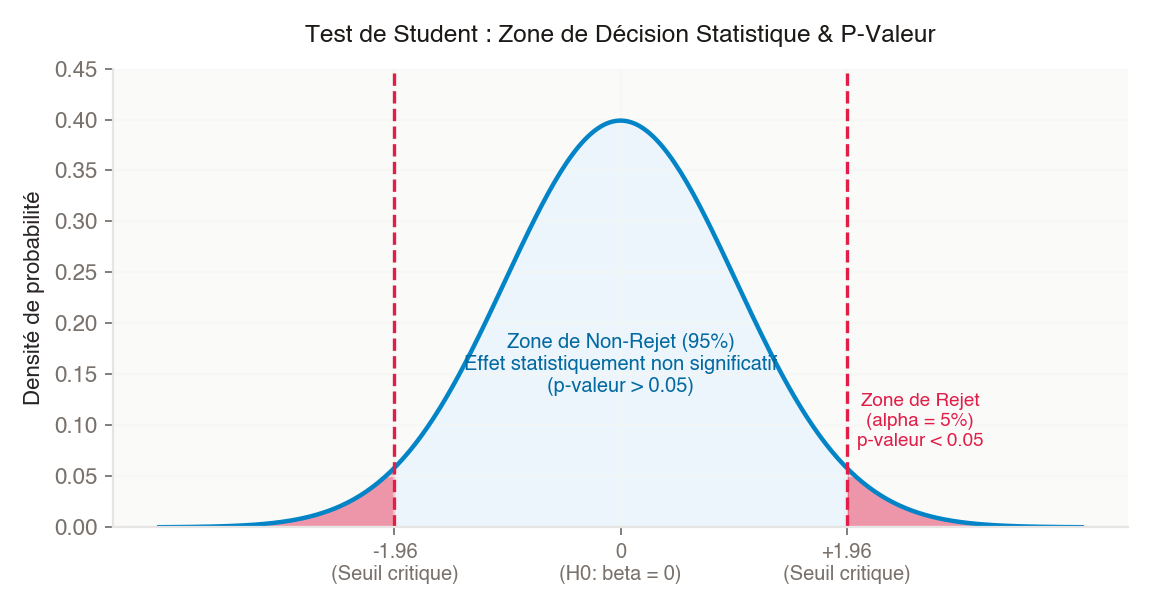 Test de Student : Zone de Décision Statistique & P-Valeur
Densité de probabilité
0.45
0.40
0.35
0.30
0.25
0.20
0.15
0.10
0.05
0.00
Zone de Non-Rejet (95%)
Effet statistiquement non significatif
(p-valeur > 0.05)
Zone de Rejet
(alpha = 5%)
p-valeur < 0.05
-1.96
(Seuil critique)
0
(H0: beta = 0)
+1.96
(Seuil critique)